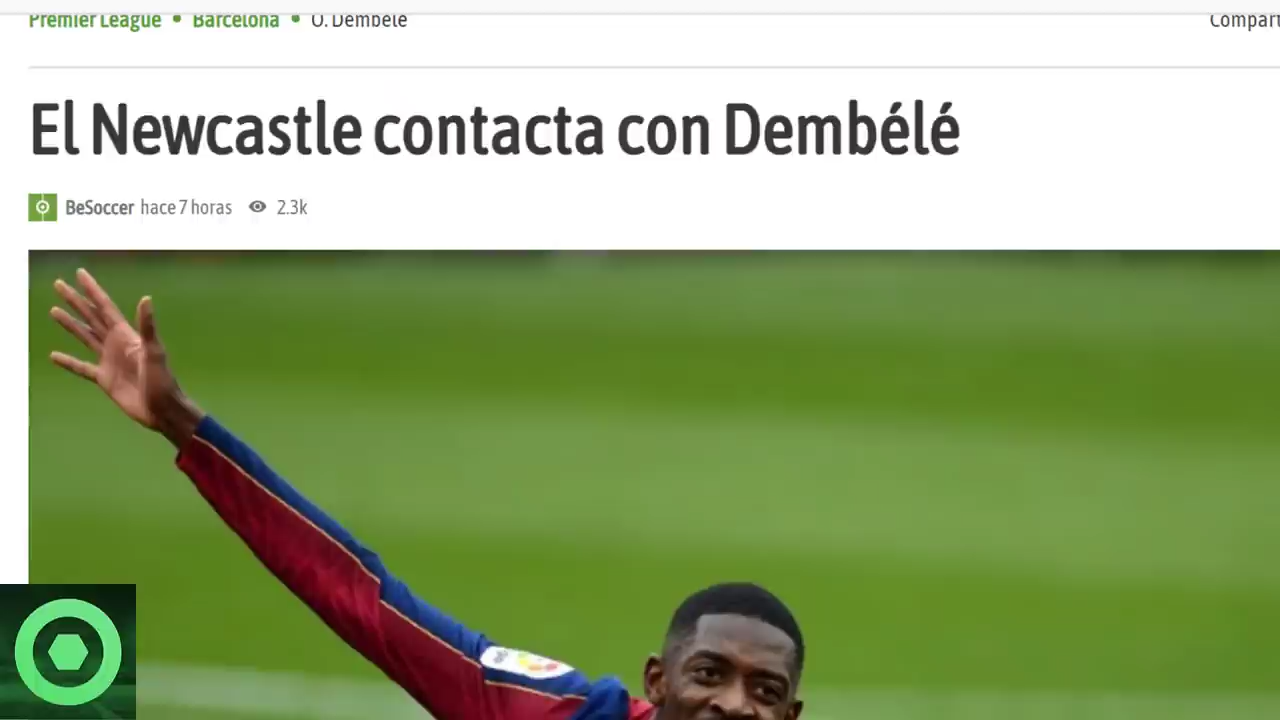 Premier League • Barcelona • O. Dembélé
Compart
El Newcastle contacta con Dembélé
BeSoccer hace 7 horas 2.3k